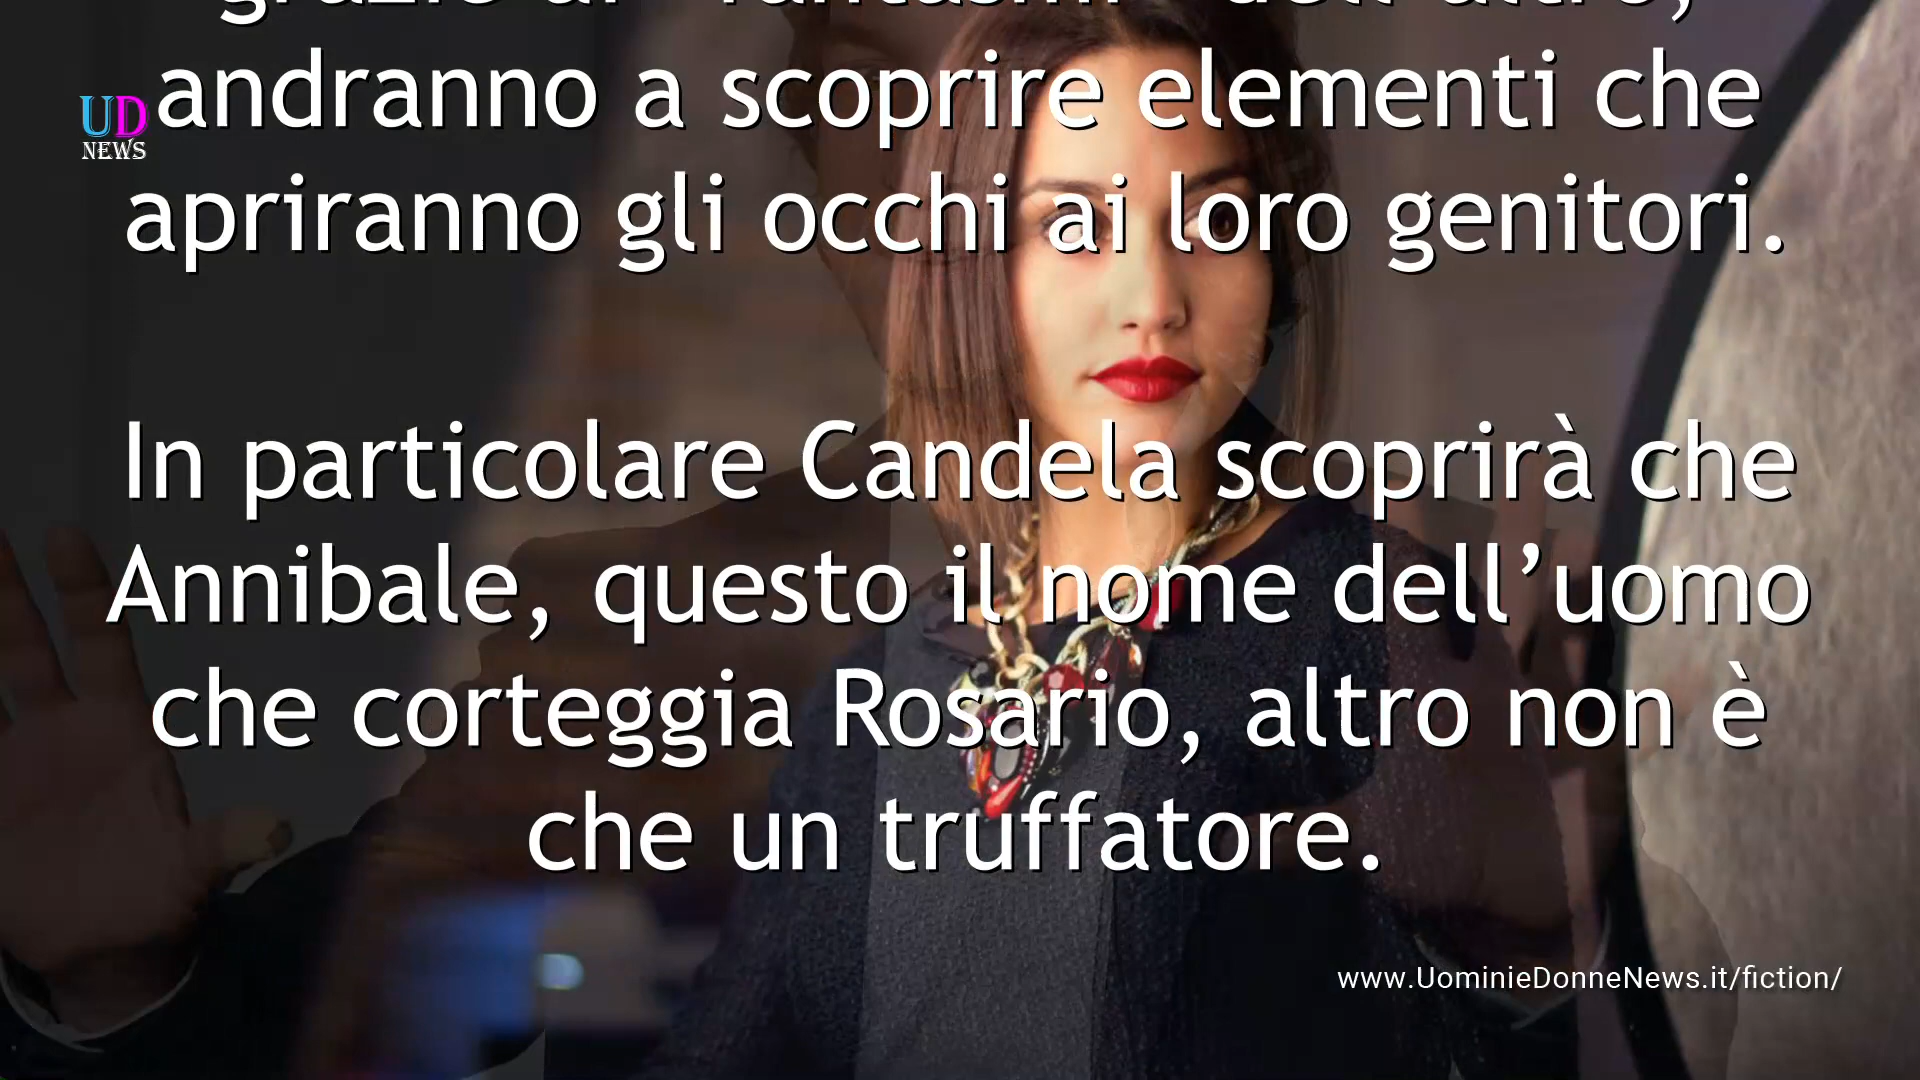 grazie ai "fantasmi" dell'altro,
andranno a scoprire elementi che
apriranno gli occhi ai loro genitori.
In particolare Candela scoprirà che
Annibale, questo il nome dell’uomo
che corteggia Rosario, altro non è
che un truffatore.
UD
NEWS
www.UominieDonneNews.it/fiction/